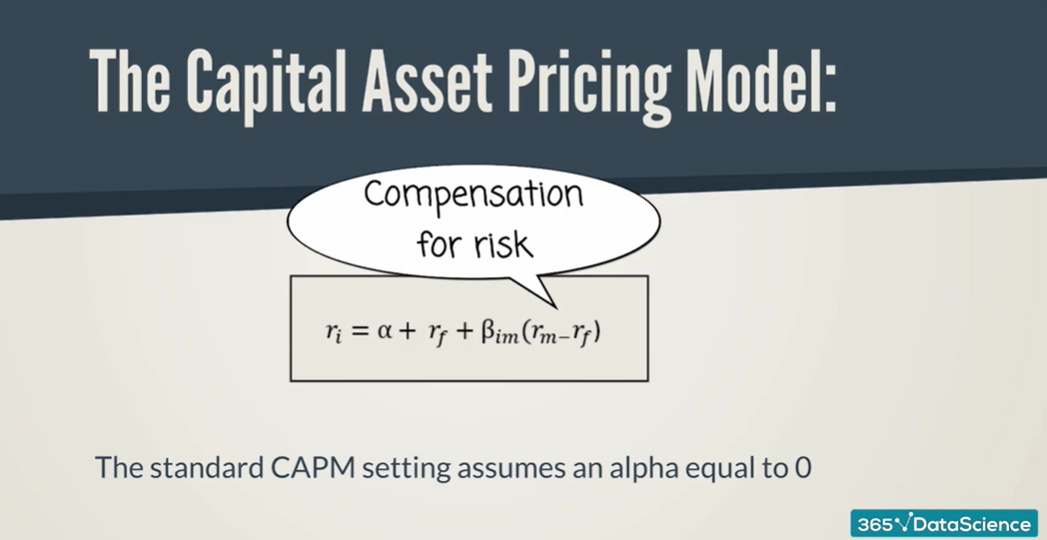 The Capital Asset Pricing Model:
Compensation
for risk
rᵢ = α + r_f + β_im(r_m−r_f)
The standard CAPM setting assumes an alpha equal to 0
365√DataScience